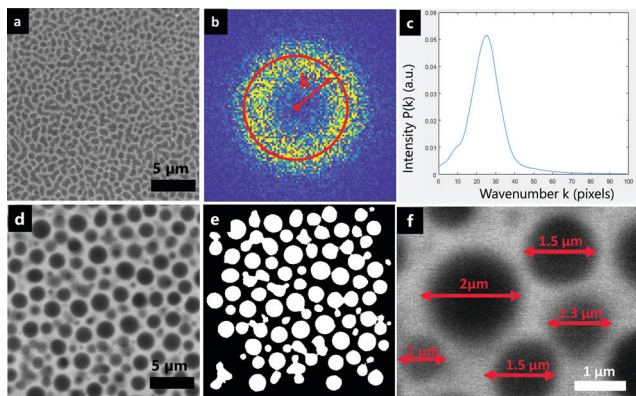 a
5 µm
b
k
c
Intensity P(k) (a.u.)
0.06
0.05
0.04
0.03
0.02
0.01
0
0 10 20 30 40 50 60 70 80 90 100
Wavenumber k (pixels)
d
5 µm
e
f
1.5 µm
2µm
1.3 µm
1 µm
1.5 µm
1 µm